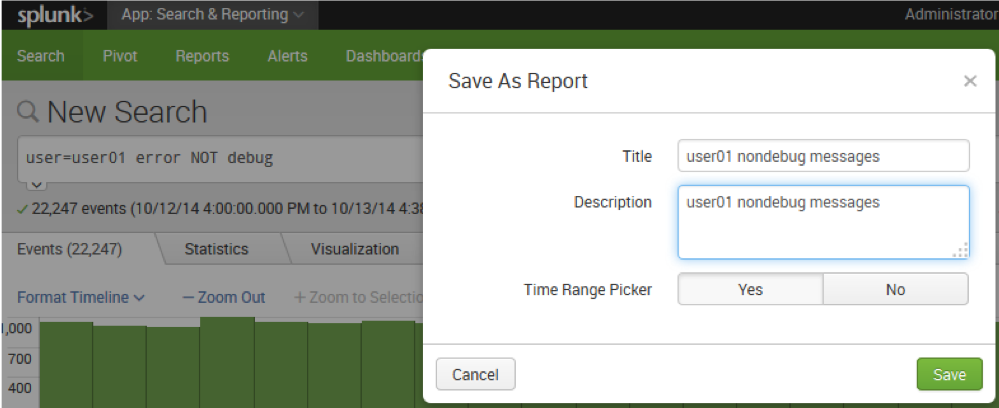 splunk> App: Search & Reporting Administrator
Search Pivot Reports Alerts Dashboards
Save As Report ×
New Search
user=user01 error NOT debug
Title user01 nondebug messages
Description user01 nondebug messages
22,247 events (10/12/14 4:00:00.000 PM to 10/13/14 4:38
Events (22,247) Statistics Visualization
Time Range Picker Yes No
Format Timeline — Zoom Out + Zoom to Selectio
1,000
700
400
Cancel Save